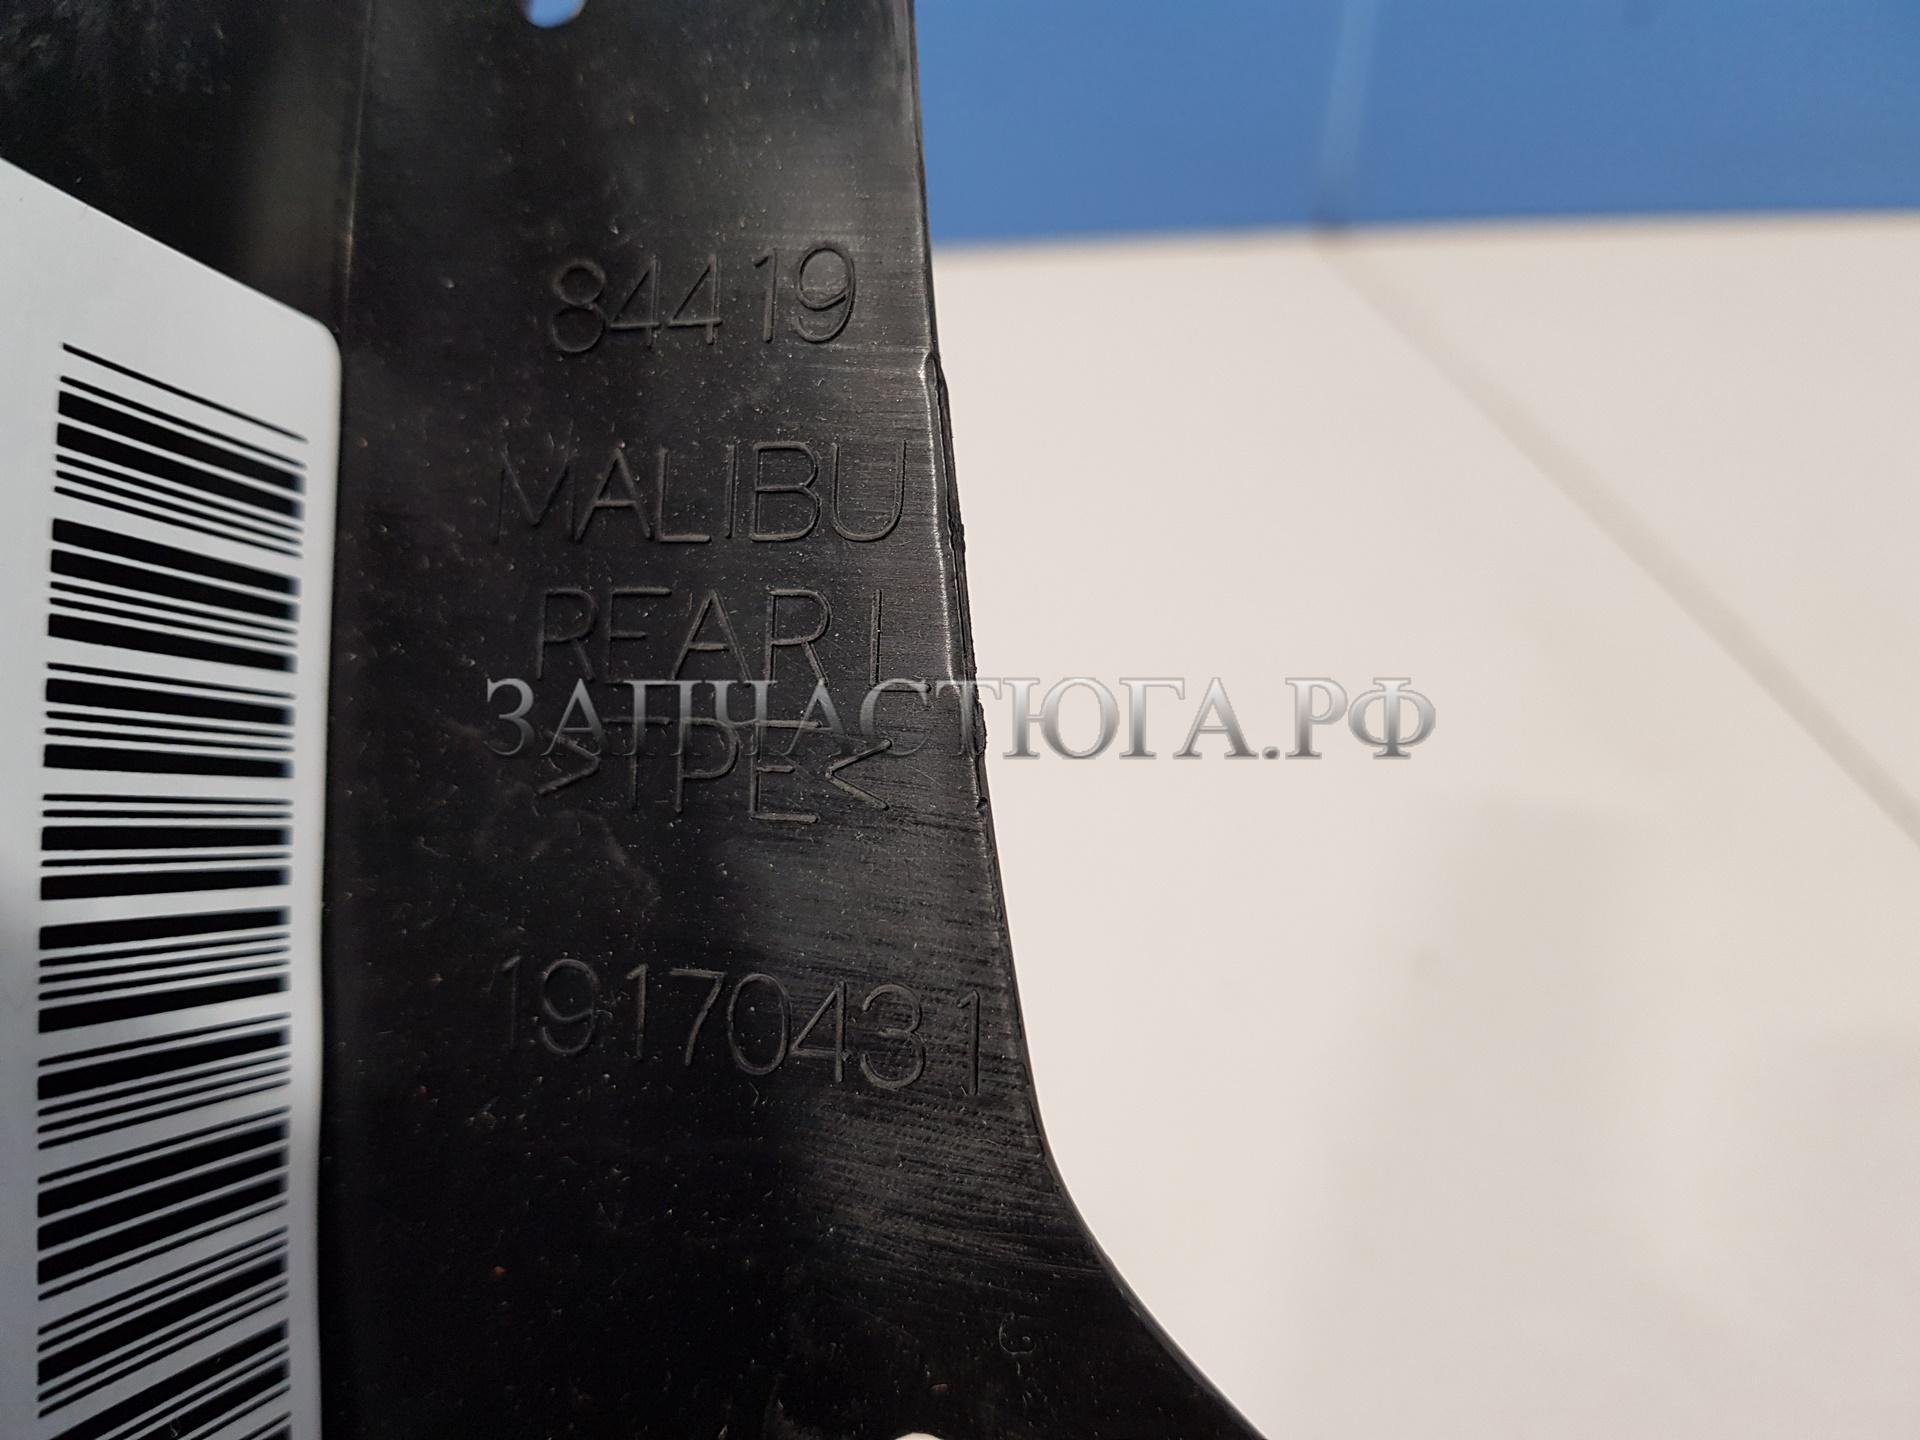 84419
MALIBU
REAR L
ЗАПЧАСТЮГА.РФ
>TPE<
19170431